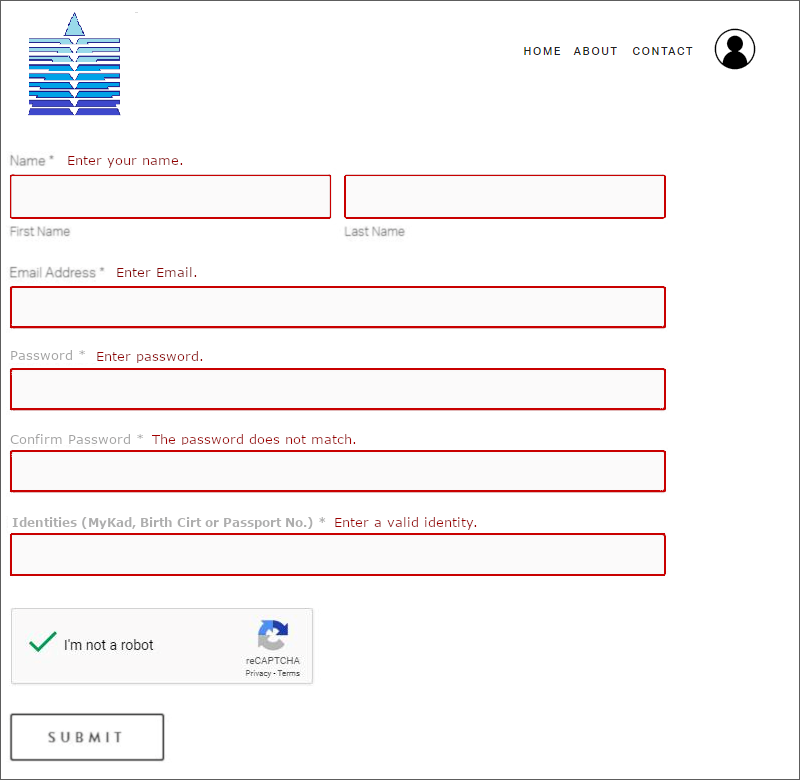 HOME ABOUT CONTACT
Name * Enter your name.
First Name Last Name
Email Address * Enter Email.
Password * Enter password.
Confirm Password * The password does not match.
Identities (MyKad, Birth Cirt or Passport No.) * Enter a valid identity.
I'm not a robot
reCAPTCHA
Privacy - Terms
SUBMIT